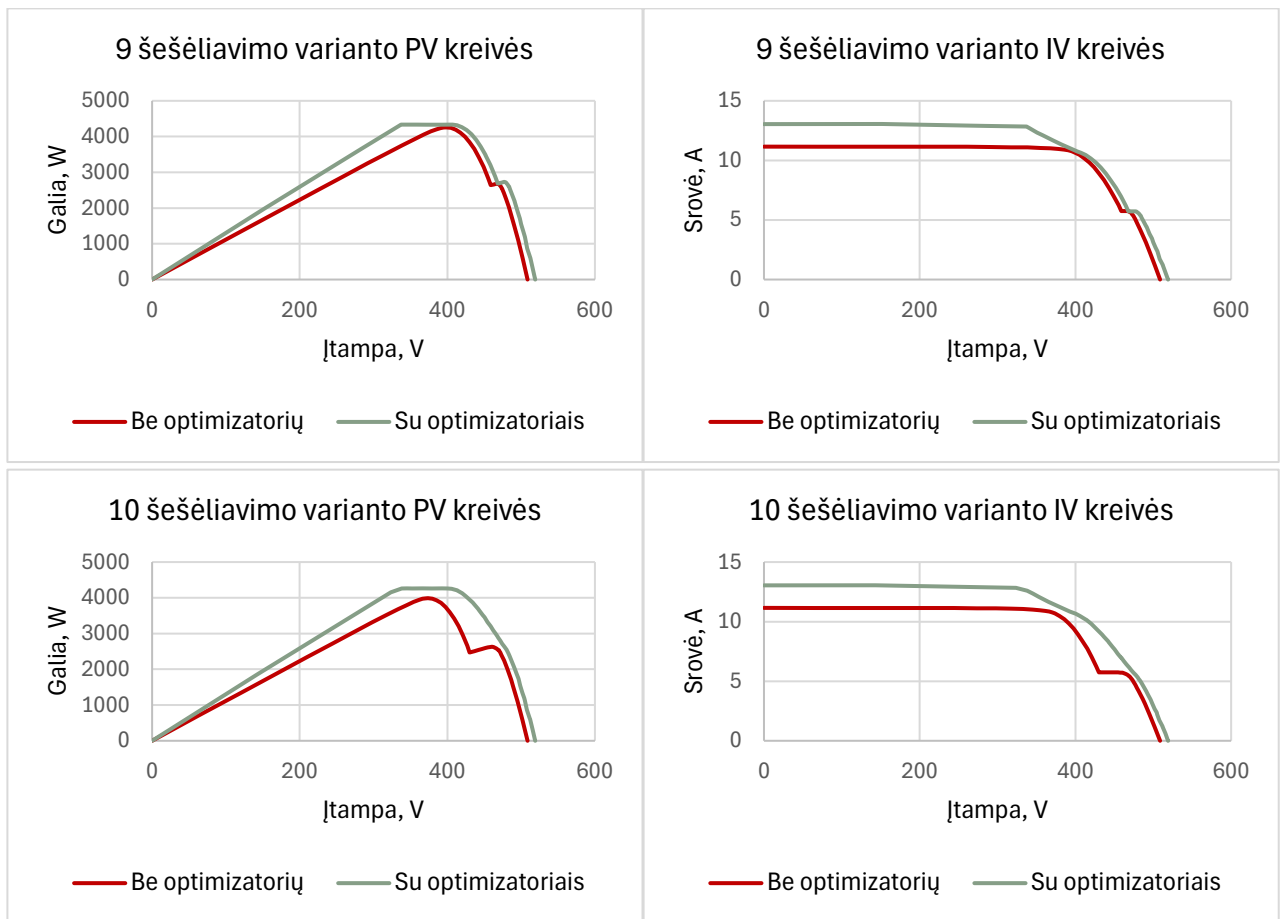 9 šešėliavimo varianto PV kreivės
5000
4000
3000
2000
1000
0
Galia, W
0 200 400 600
Įtampa, V
Be optimizatorių Su optimizatoriais
9 šešėliavimo varianto IV kreivės
15
10
5
0
Srovė, A
0 200 400 600
Įtampa, V
Be optimizatorių Su optimizatoriais
10 šešėliavimo varianto PV kreivės
5000
4000
3000
2000
1000
0
Galia, W
0 200 400 600
Įtampa, V
Be optimizatorių Su optimizatoriais
10 šešėliavimo varianto IV kreivės
15
10
5
0
Srovė, A
0 200 400 600
Įtampa, V
Be optimizatorių Su optimizatoriais